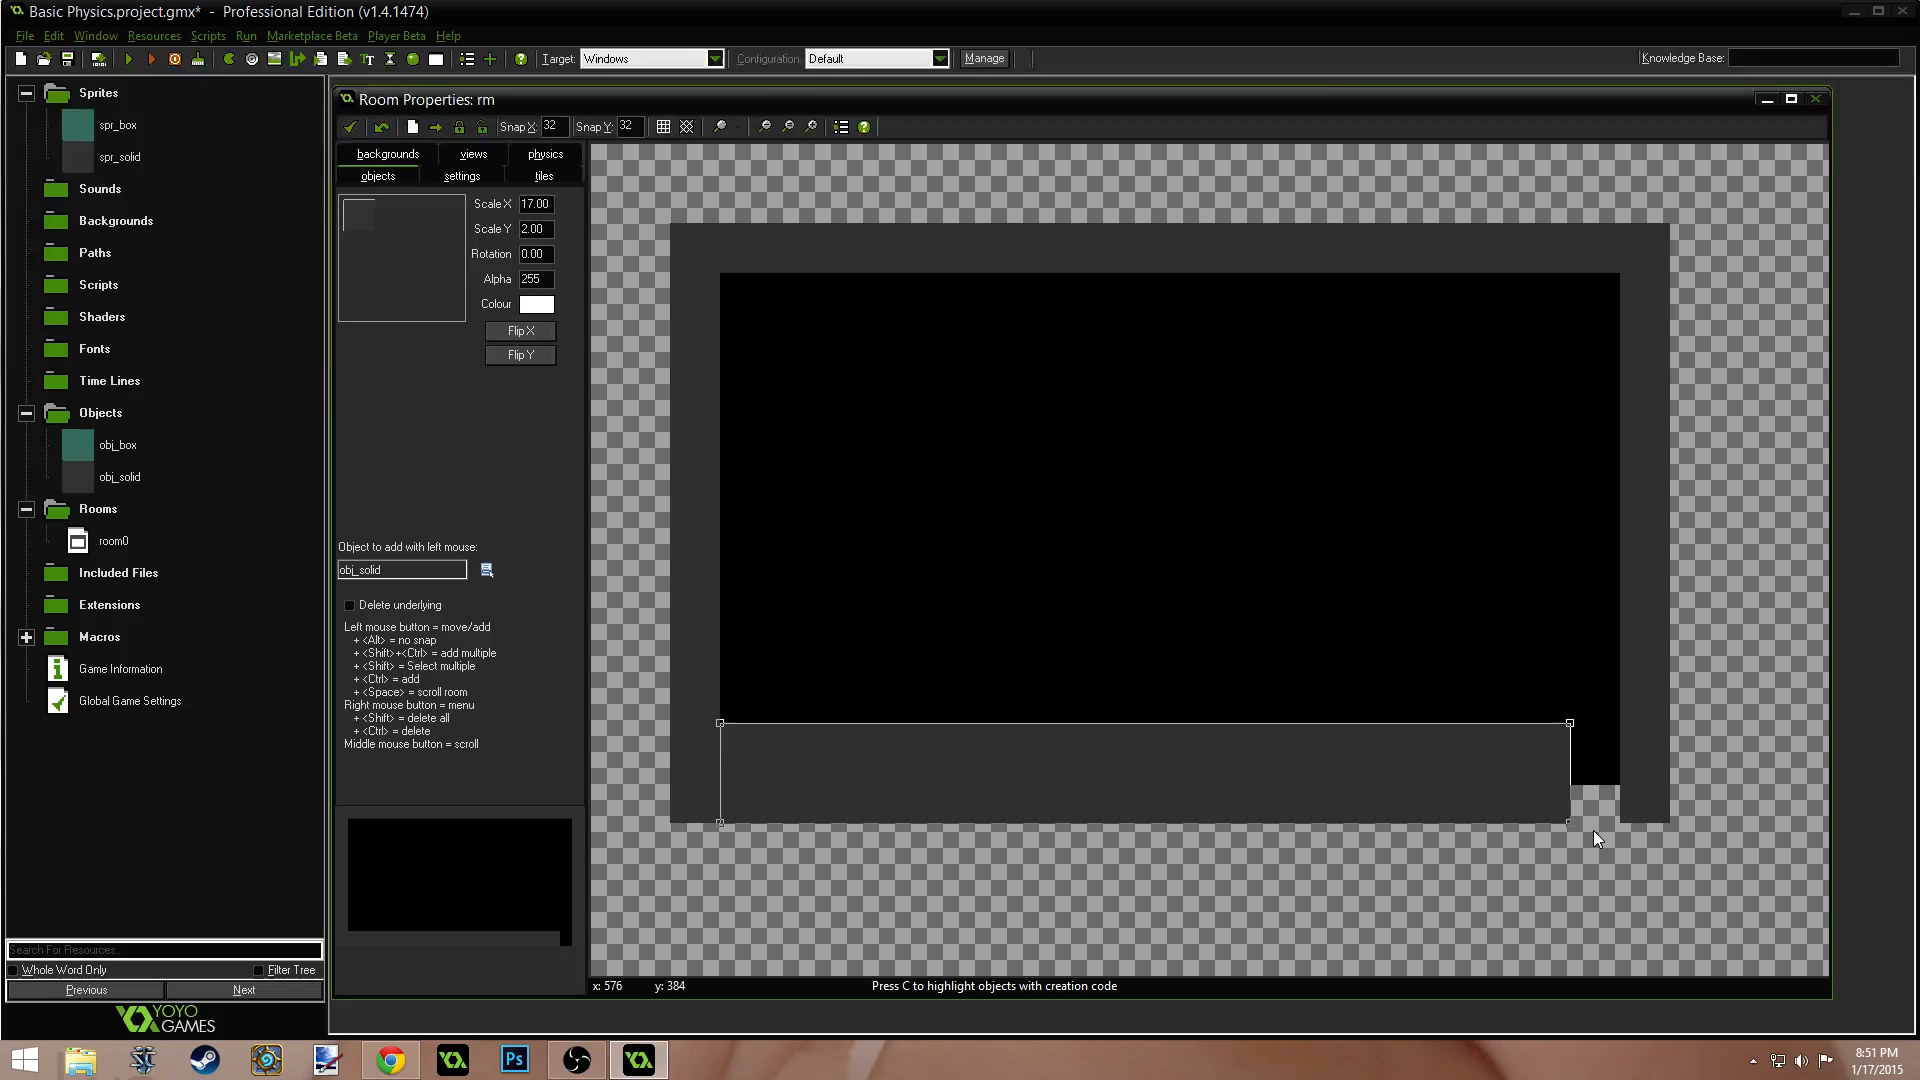 Basic Physics.project.gmx* - Professional Edition (v1.4.1474)
File Edit Window Resources Scripts Run Marketplace Beta Player Beta Help
Target: Windows Configuration: Default Manage Knowledge Base:
Sprites
spr_box
spr_solid
Sounds
Backgrounds
Paths
Scripts
Shaders
Fonts
Time Lines
Objects
obj_box
obj_solid
Rooms
room0
Included Files
Extensions
Macros
Game Information
Global Game Settings
Search For Resources...
Whole Word Only Filter Tree
Previous Next
YOYO
GAMES
Room Properties: rm
Snap X: 32 Snap Y: 32
backgrounds views physics
objects settings tiles
Scale X 17.00
Scale Y 2.00
Rotation 0.00
Alpha 255
Colour
Flip X
Flip Y
Object to add with left mouse:
obj_solid
Delete underlying
Left mouse button = move/add
+ <Alt> = no snap
+ <Shift>+<Ctrl> = add multiple
+ <Shift> = Select multiple
+ <Ctrl> = add
+ <Space> = scroll room
Right mouse button = menu
+ <Shift> = delete all
+ <Ctrl> = delete
Middle mouse button = scroll
x: 576 y: 384 Press C to highlight objects with creation code
Ps
8:51 PM
1/17/2015